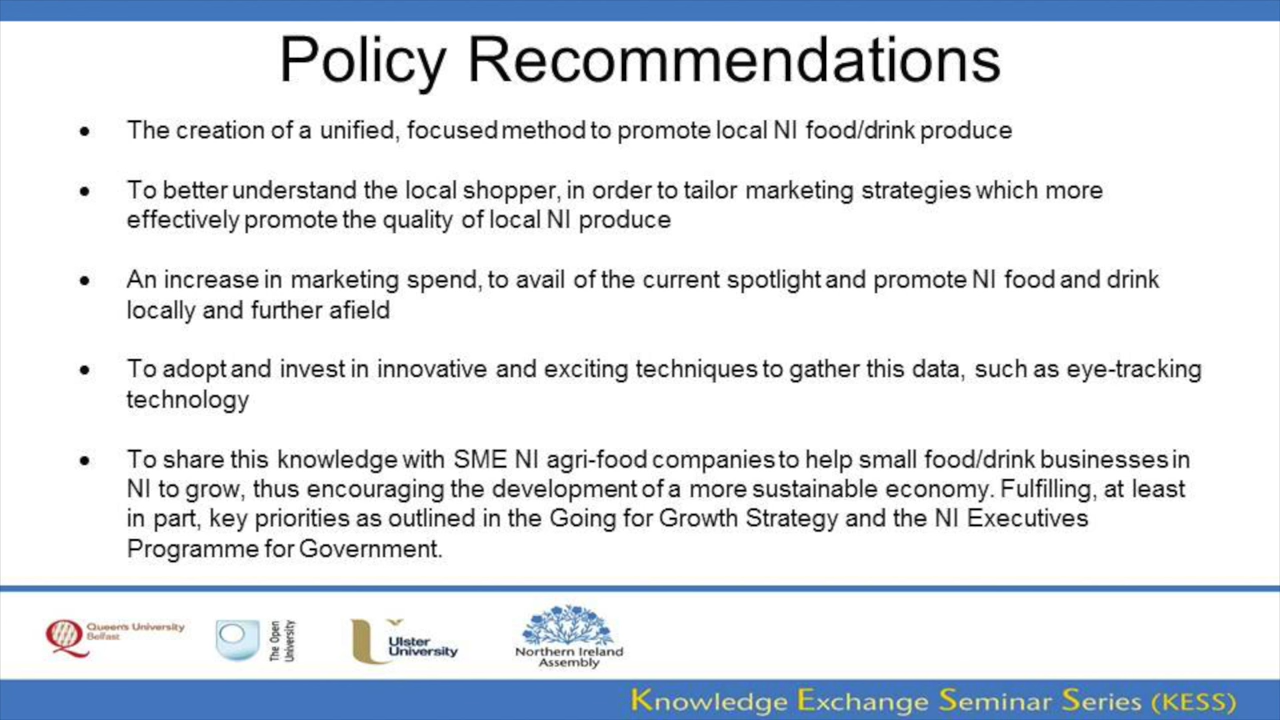 Policy Recommendations
• The creation of a unified, focused method to promote local NI food/drink produce
• To better understand the local shopper, in order to tailor marketing strategies which more
effectively promote the quality of local NI produce
• An increase in marketing spend, to avail of the current spotlight and promote NI food and drink
locally and further afield
• To adopt and invest in innovative and exciting techniques to gather this data, such as eye-tracking
technology
• To share this knowledge with SME NI agri-food companies to help small food/drink businesses in
NI to grow, thus encouraging the development of a more sustainable economy. Fulfilling, at least
in part, key priorities as outlined in the Going for Growth Strategy and the NI Executives
Programme for Government.
Queen's University
Belfast
The Open
University
Ulster
University
Northern Ireland
Assembly
Knowledge Exchange Seminar Series (KESS)